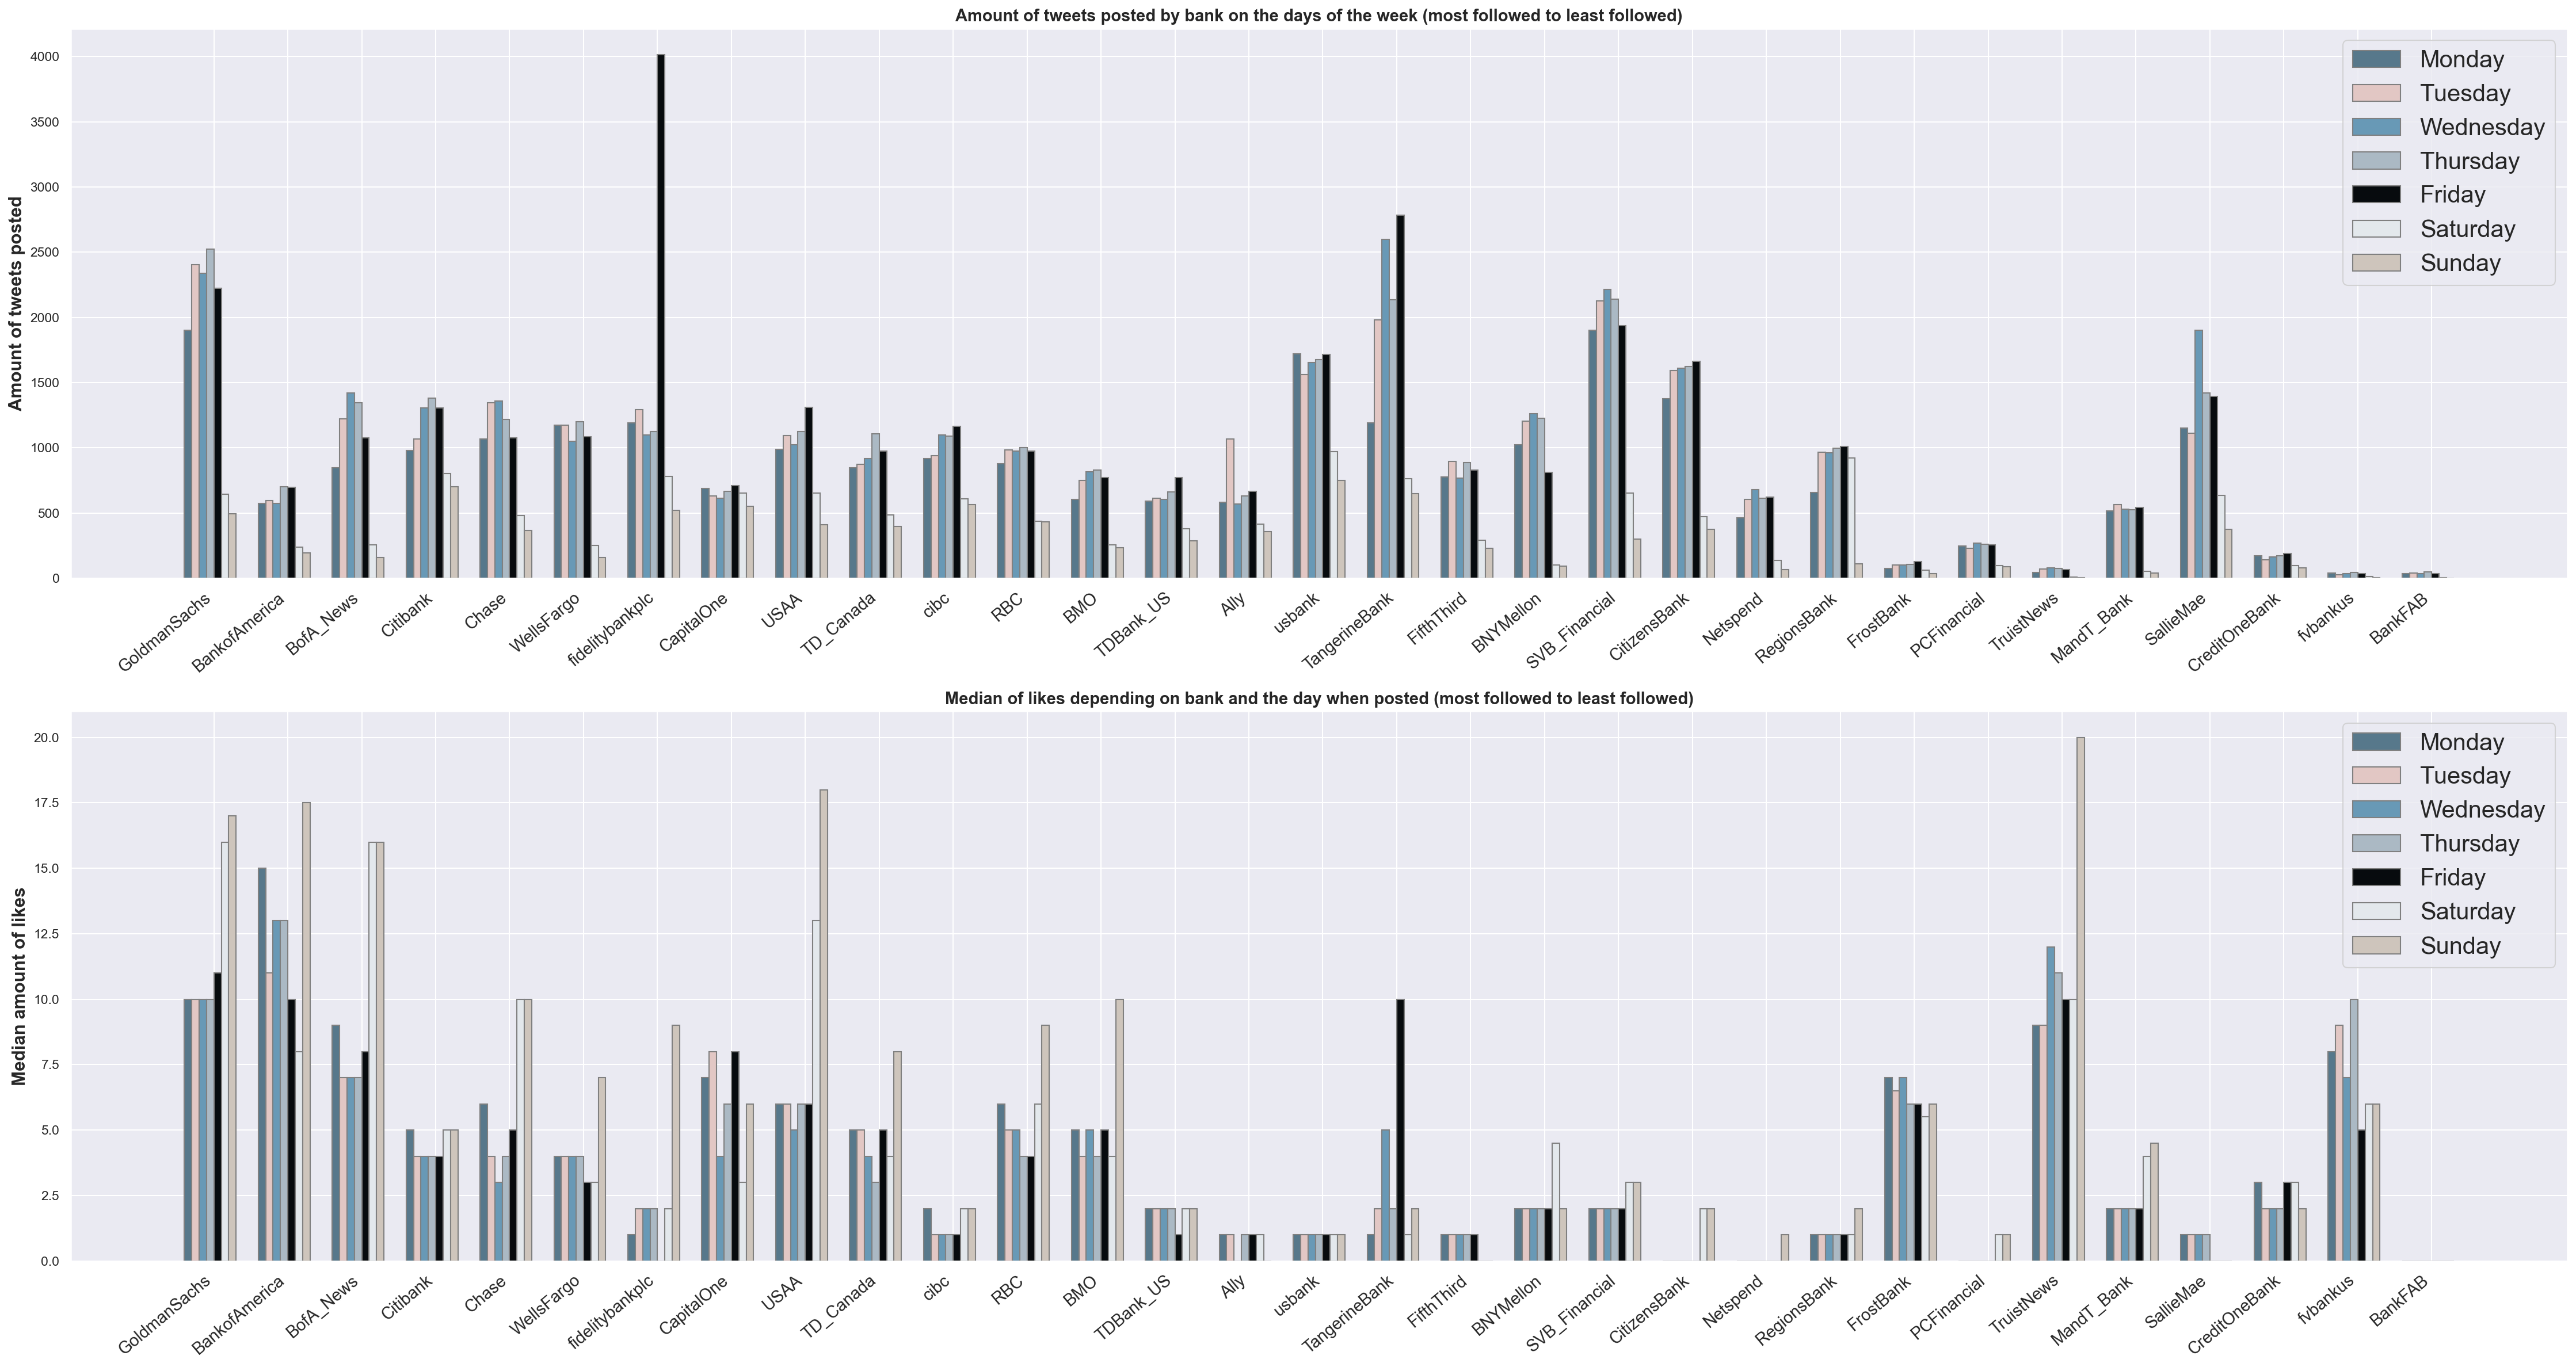 Amount of tweets posted by bank on the days of the week (most followed to least followed)
Amount of tweets posted
4000
3500
3000
2500
2000
1500
1000
500
0
Monday
Tuesday
Wednesday
Thursday
Friday
Saturday
Sunday
GoldmanSachs
BankofAmerica
BofA_News
Citibank
Chase
WellsFargo
fidelitybankplc
CapitalOne
USAA
TD_Canada
cibc
RBC
BMO
TDBank_US
Ally
usbank
TangerineBank
FifthThird
BNYMellon
SVB_Financial
CitizensBank
Netspend
RegionsBank
FrostBank
PCFinancial
TruistNews
MandT_Bank
SallieMae
CreditOneBank
fvbankus
BankFAB
Median of likes depending on bank and the day when posted (most followed to least followed)
Median amount of likes
20.0
17.5
15.0
12.5
10.0
7.5
5.0
2.5
0.0
Monday
Tuesday
Wednesday
Thursday
Friday
Saturday
Sunday
GoldmanSachs
BankofAmerica
BofA_News
Citibank
Chase
WellsFargo
fidelitybankplc
CapitalOne
USAA
TD_Canada
cibc
RBC
BMO
TDBank_US
Ally
usbank
TangerineBank
FifthThird
BNYMellon
SVB_Financial
CitizensBank
Netspend
RegionsBank
FrostBank
PCFinancial
TruistNews
MandT_Bank
SallieMae
CreditOneBank
fvbankus
BankFAB